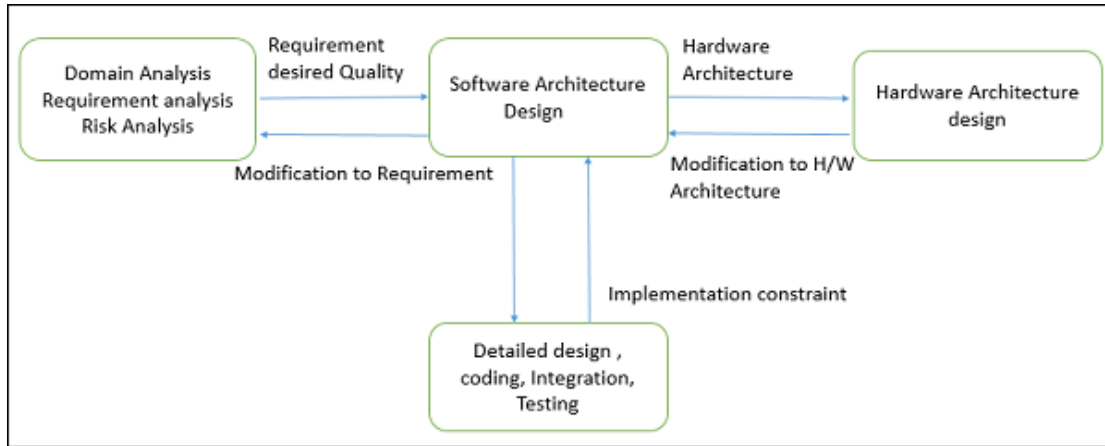 Domain Analysis
Requirement analysis
Risk Analysis
Requirement
desired Quality
Modification to Requirement
Software Architecture
Design
Hardware
Architecture
Modification to H/W
Architecture
Hardware Architecture
design
Implementation constraint
Detailed design ,
coding, Integration,
Testing